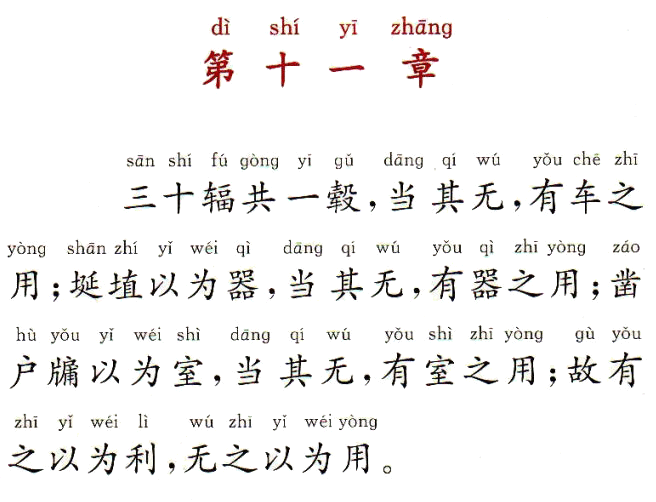 dì shí yī zhāng
第十一章
sān shí fú gòng yī gǔ dāng qí wú yǒu chē zhī
三十辐共一毂，当其无，有车之
yòng shān zhí yǐ wéi qì dāng qí wú yǒu qì zhī yòng záo
用；埏埴以为器，当其无，有器之用；凿
hù yǒu yǐ wéi shì dāng qí wú yǒu shì zhī yòng gù yǒu
户牖以为室，当其无，有室之用；故有
zhī yǐ wéi lì wú zhī yǐ wéi yòng
之以为利，无之以为用。